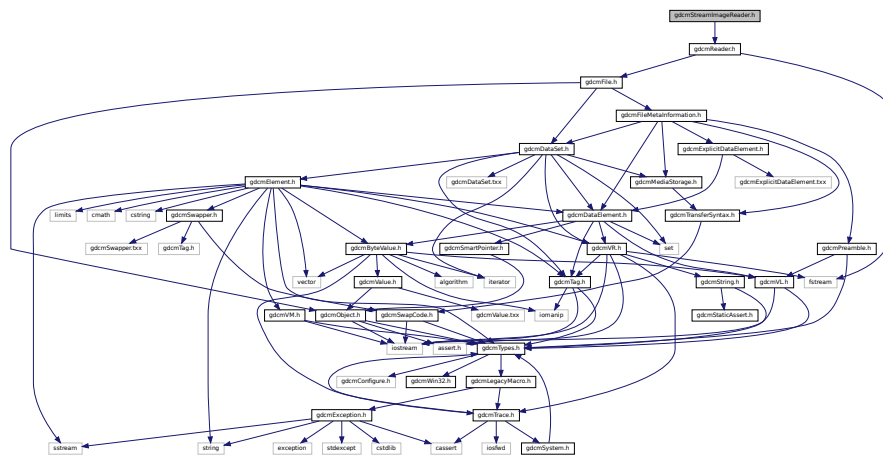 gdcmStreamImageReader.h
gdcmReader.h
gdcmFile.h
gdcmFileMetaInformation.h
gdcmDataSet.h
gdcmExplicitDataElement.h
gdcmElement.h
gdcmDataSet.txx
gdcmMediaStorage.h
gdcmExplicitDataElement.txx
limits
cmath
cstring
gdcmSwapper.h
gdcmDataElement.h
gdcmTransferSyntax.h
gdcmSwapper.txx
gdcmTag.h
gdcmByteValue.h
gdcmSmartPointer.h
gdcmVR.h
set
gdcmPreamble.h
vector
gdcmValue.h
algorithm
iterator
gdcmTag.h
gdcmString.h
gdcmVL.h
fstream
gdcmVM.h
gdcmObject.h
gdcmSwapCode.h
gdcmValue.txx
iomanip
gdcmStaticAssert.h
iostream
assert.h
gdcmTypes.h
gdcmConfigure.h
gdcmWin32.h
gdcmLegacyMacro.h
gdcmException.h
gdcmTrace.h
sstream
string
exception
stdexcept
cstdlib
cassert
iosfwd
gdcmSystem.h